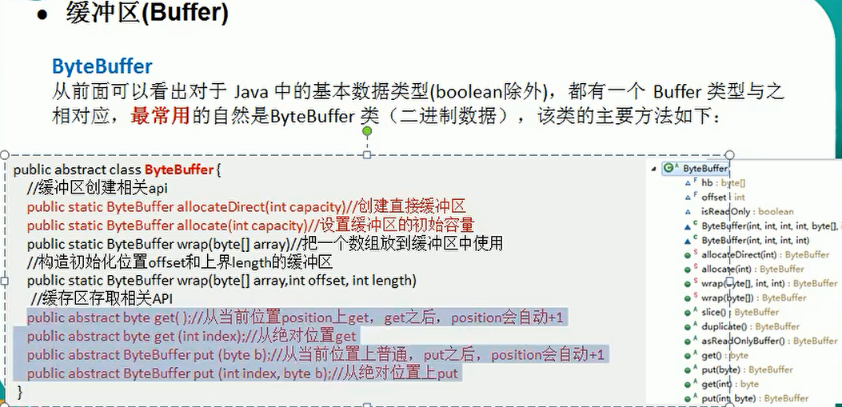 ● 缓冲区(Buffer)
ByteBuffer
从前面可以看出对于 Java 中的基本数据类型(boolean除外)，都有一个 Buffer 类型与之
相对应，最常用的自然是ByteBuffer 类（二进制数据），该类的主要方法如下：
public abstract class ByteBuffer {
//缓冲区创建相关api
public static ByteBuffer allocateDirect(int capacity)//创建直接缓冲区
public static ByteBuffer allocate(int capacity)//设置缓冲区的初始容量
public static ByteBuffer wrap(byte[] array)//把一个数组放到缓冲区中使用
//构造初始化位置offset和上界length的缓冲区
public static ByteBuffer wrap(byte[] array,int offset, int length)
//缓存区存取相关API
public abstract byte get( );//从当前位置position上get，get之后，position会自动+1
public abstract byte get (int index);//从绝对位置get
public abstract ByteBuffer put (byte b);//从当前位置上普通，put之后，position会自动+1
public abstract ByteBuffer put (int index, byte b);//从绝对位置上put
}
ByteBuffer
hb : byte[]
offset : int
isReadOnly : boolean
ByteBuffer(int, int, int, int, byte[],
ByteBuffer(int, int, int, int)
allocateDirect(int) : ByteBuffer
allocate(int) : ByteBuffer
wrap(byte[], int, int) : ByteBuffer
wrap(byte[]) : ByteBuffer
slice() : ByteBuffer
duplicate() : ByteBuffer
asReadOnlyBuffer() : ByteBuffer
get() : byte
put(byte) : ByteBuffer
get(int) : byte
put(int, byte) : ByteBuffer